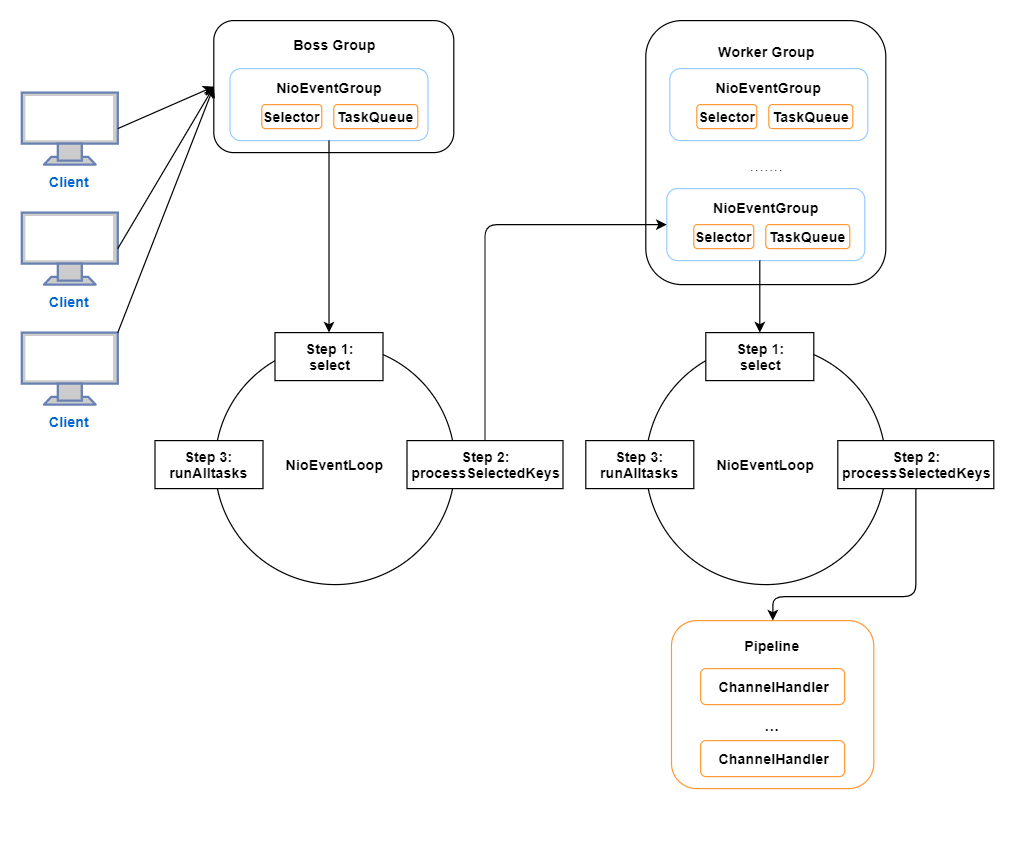 Boss Group
NioEventGroup
Selector
TaskQueue
Client
Client
Client
Worker Group
NioEventGroup
Selector
TaskQueue
.......
NioEventGroup
Selector
TaskQueue
Step 1:
select
Step 3:
runAlltasks
NioEventLoop
Step 2:
processSelectedKeys
Step 1:
select
Step 3:
runAlltasks
NioEventLoop
Step 2:
processSelectedKeys
Pipeline
ChannelHandler
...
ChannelHandler